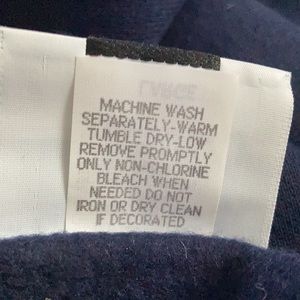 MACHINE WASH
SEPARATELY-WARM
TUMBLE DRY-LOW
REMOVE PROMPTLY
ONLY NON-CHLORINE
BLEACH WHEN
NEEDED DO NOT
IRON OR DRY CLEAN
IF DECORATED